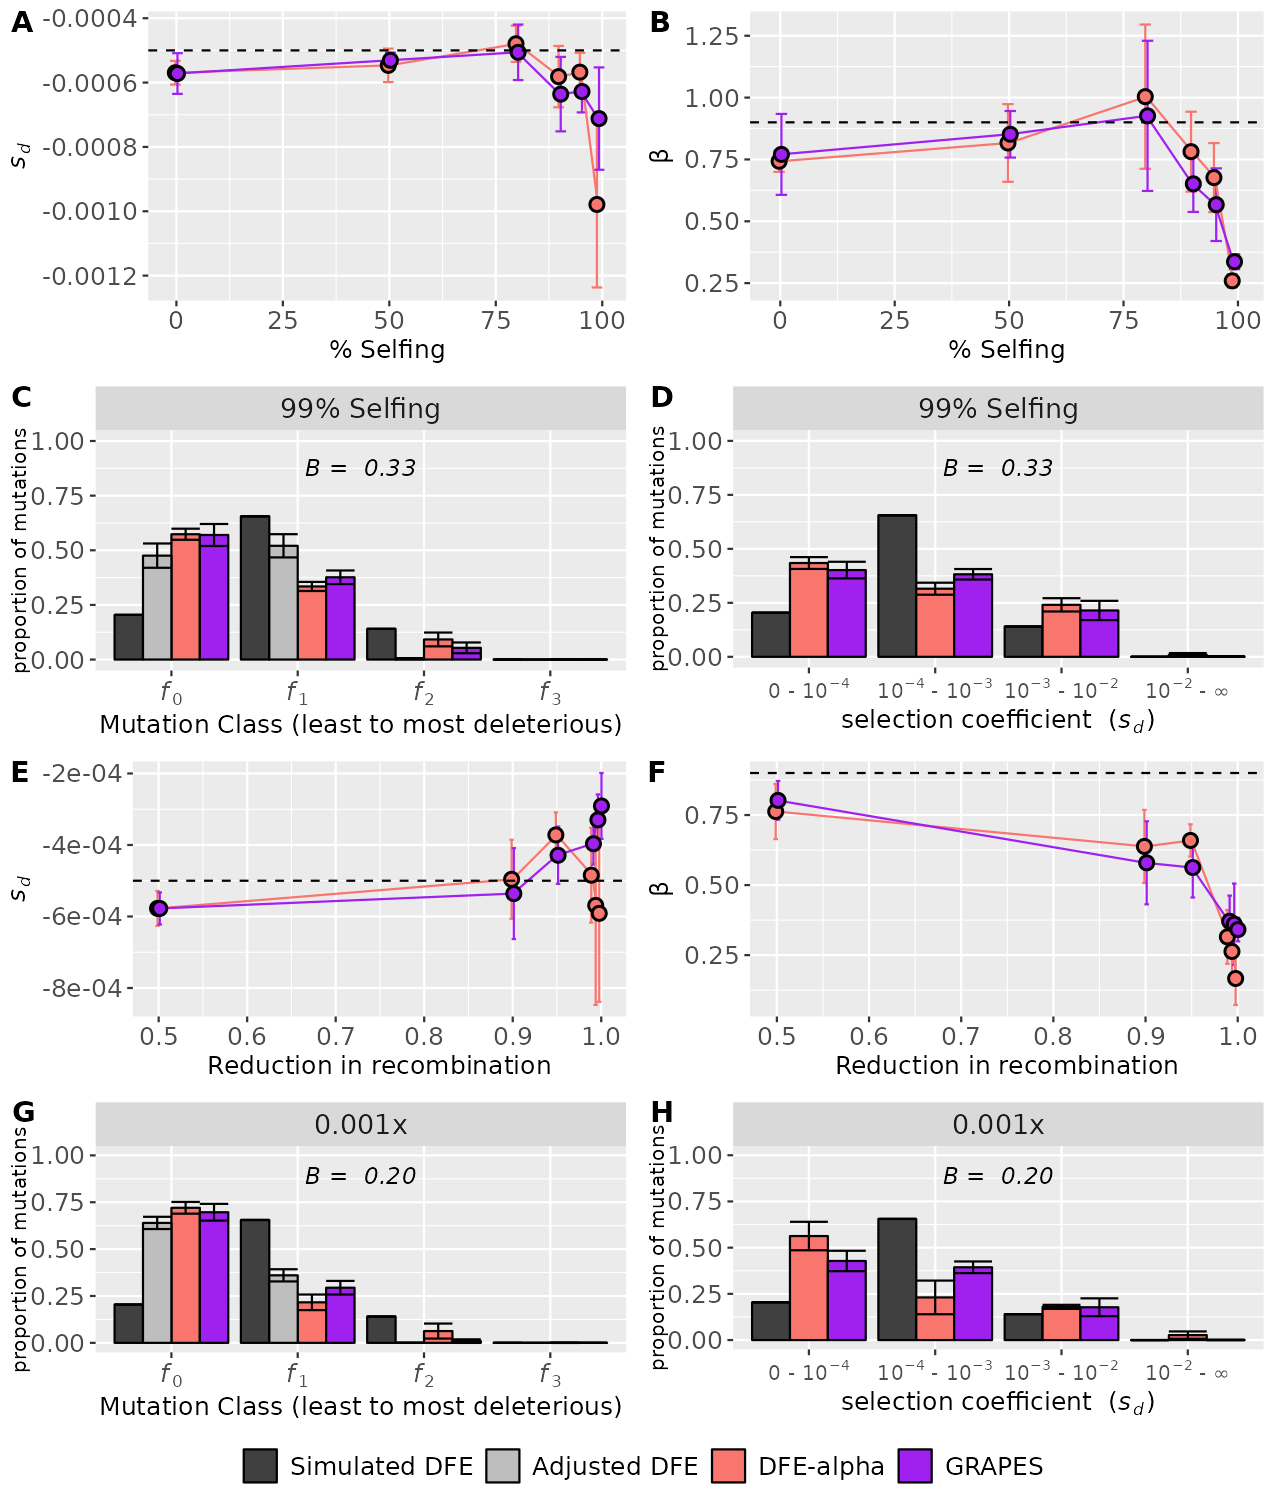 A
-0.0004
-0.0006
-0.0008
-0.0010
-0.0012
s_d
0 50 75 100
% Selfing
B
1.25
1.00
0.75
0.50
0.25
β
0 25 50 75 100
% Selfing
C
99% Selfing
B = 0.33
1.00
0.75
0.50
0.25
0.00
proportion of mutations
f0 f1 f2 f3
Mutation Class (least to most deleterious)
D
99% Selfing
B = 0.33
1.00
0.75
0.50
0.25
0.00
proportion of mutations
0 - 10⁻⁴ 10⁻⁴ - 10⁻³ 10⁻³ - 10⁻² 10⁻² - ∞
selection coefficient (s_d)
E
-2e-04
-4e-04
-6e-04
-8e-04
s_d
0.5 0.6 0.7 0.8 0.9 1.0
Reduction in recombination
F
0.75
0.50
0.25
β
0.5 0.6 0.7 0.8 0.9 1.0
Reduction in recombination
G
0.001x
B = 0.20
1.00
0.75
0.50
0.25
0.00
proportion of mutations
f0 f1 f2 f3
Mutation Class (least to most deleterious)
H
0.001x
B = 0.20
1.00
0.75
0.50
0.25
0.00
proportion of mutations
0 - 10⁻⁴ 10⁻⁴ - 10⁻³ 10⁻³ - 10⁻² 10⁻² - ∞
selection coefficient (s_d)
Simulated DFE Adjusted DFE DFE-alpha GRAPES